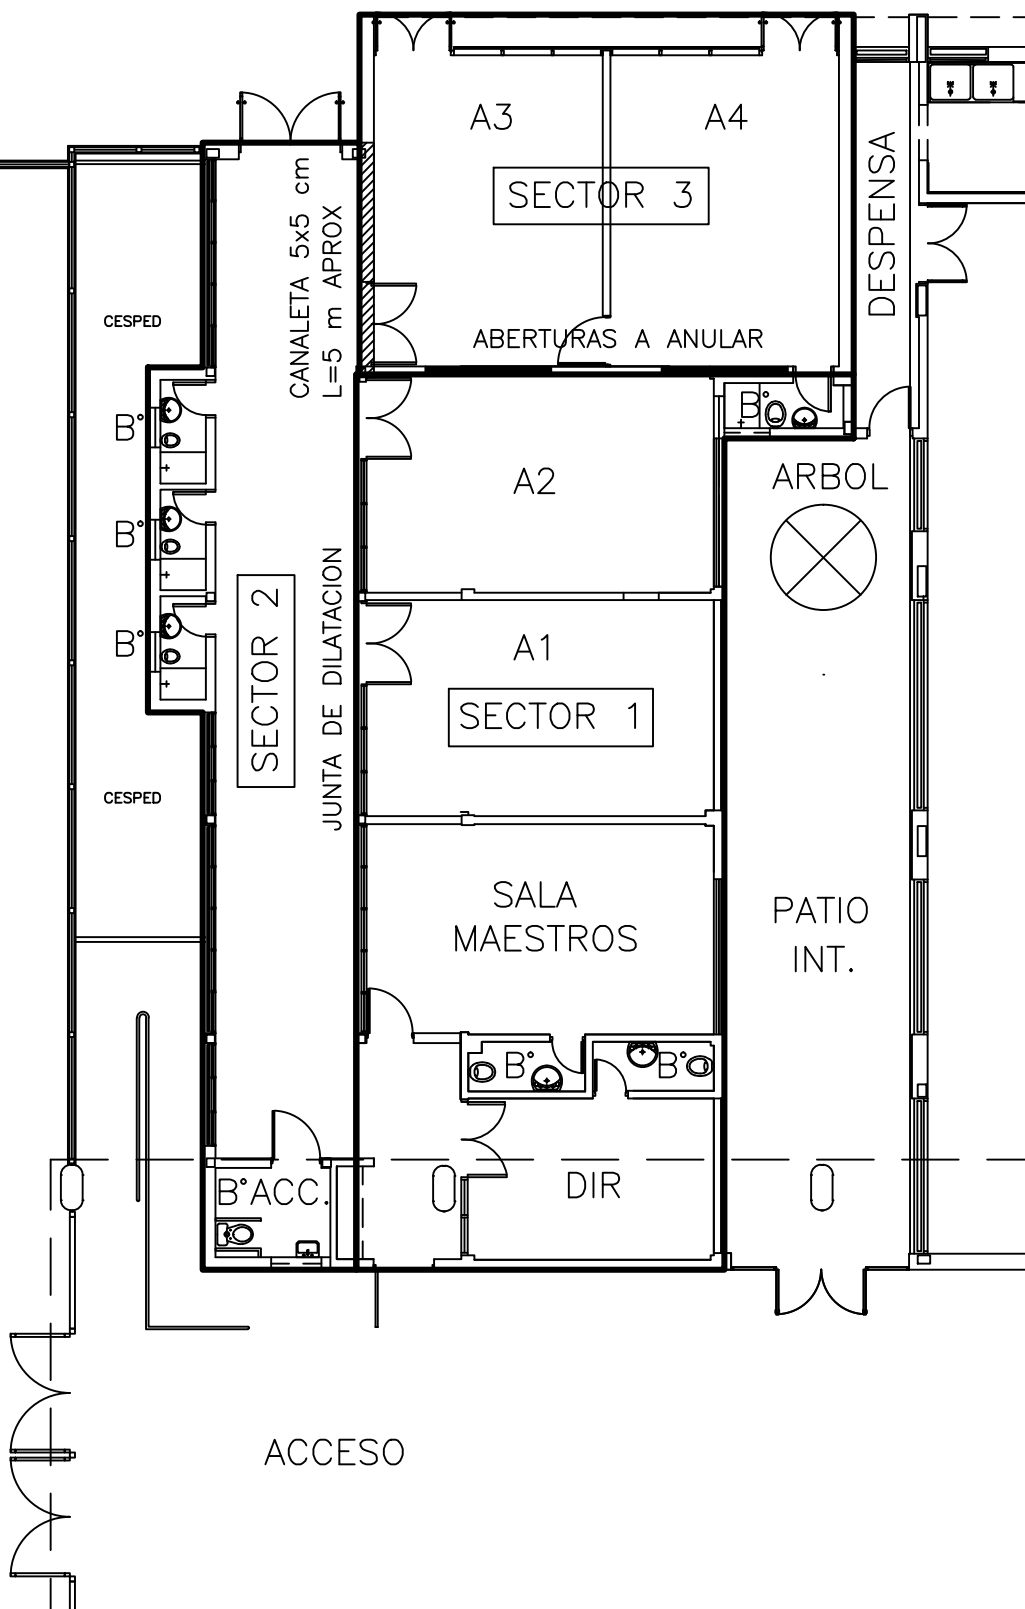 A3
A4
SECTOR 3
DESPENSA
CANALETA 5x5 cm
L=5 m APROX
CESPED
ABERTURAS A ANULAR
B°
B°
A2
ARBOL
B°
SECTOR 2
JUNTA DE DILATACION
A1
B°
SECTOR 1
CESPED
SALA
MAESTROS
PATIO
INT.
B°
B°
B°ACC.
DIR
ACCESO